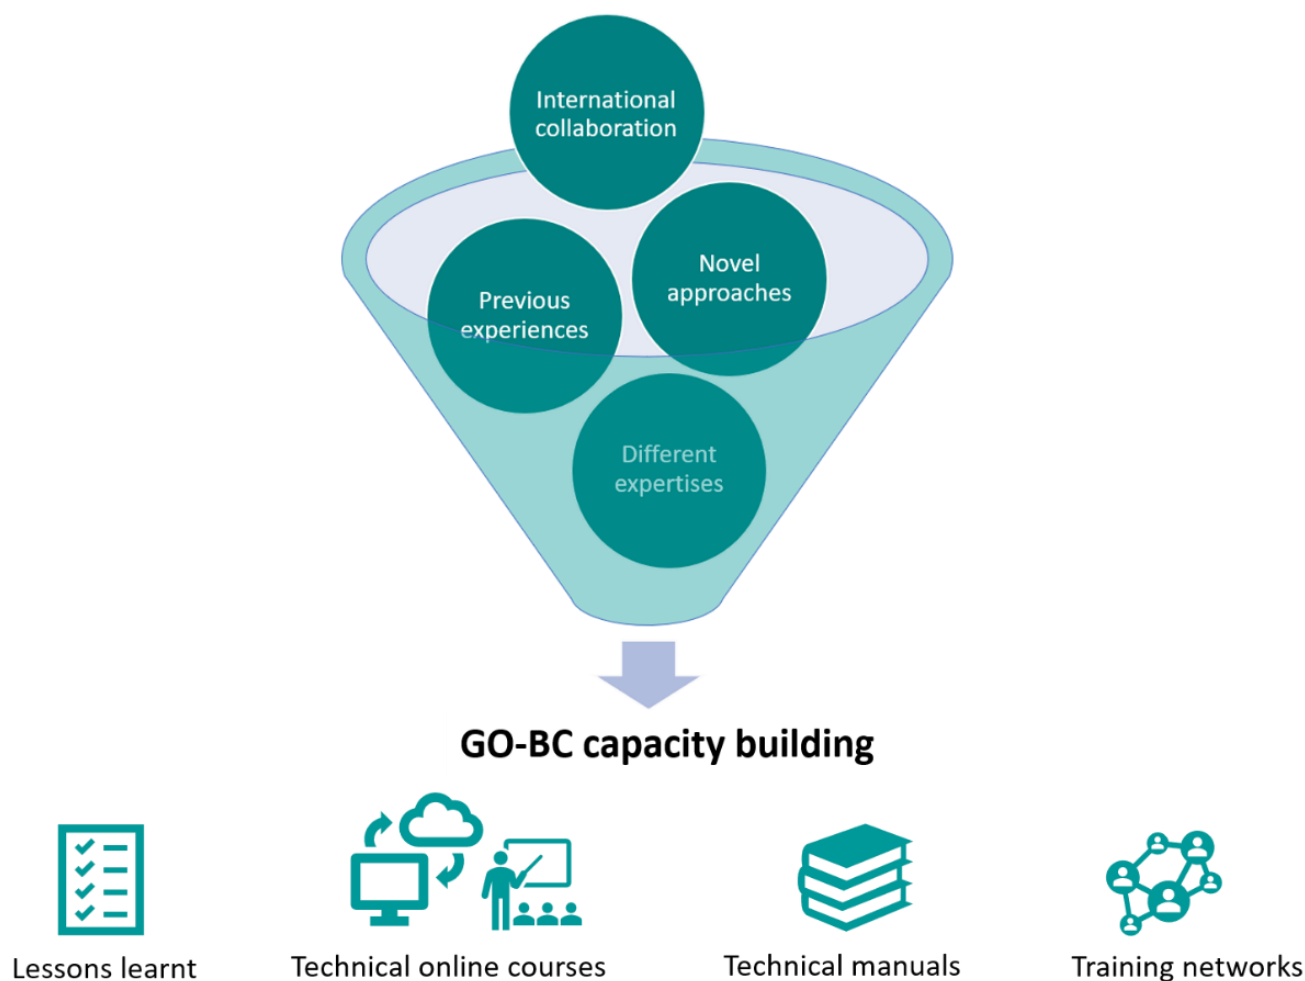 International
collaboration
Novel
approaches
Previous
experiences
Different
expertises
GO-BC capacity building
Lessons learnt
Technical online courses
Technical manuals
Training networks